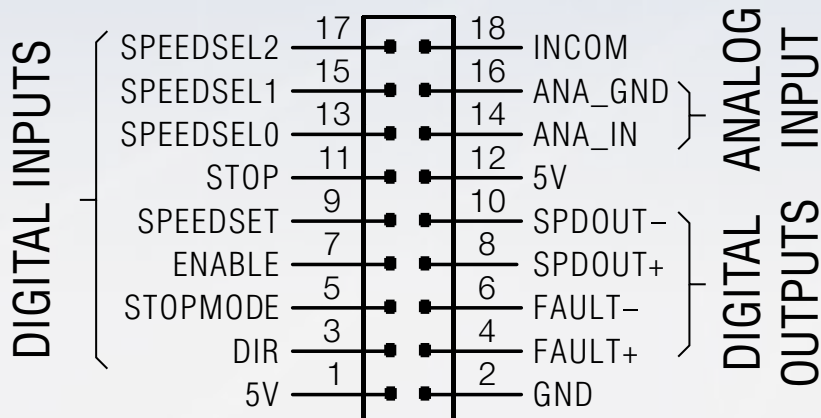 DIGITAL INPUTS
SPEEDSEL2 17 18 INCOM
SPEEDSEL1 15 16 ANA_GND
SPEEDSEL0 13 14 ANA_IN
STOP 11 12 5V
SPEEDSET 9 10 SPDOUT-
ENABLE 7 8 SPDOUT+
STOPMODE 5 6 FAULT-
DIR 3 4 FAULT+
5V 1 2 GND
ANALOG
INPUT
DIGITAL
OUTPUTS